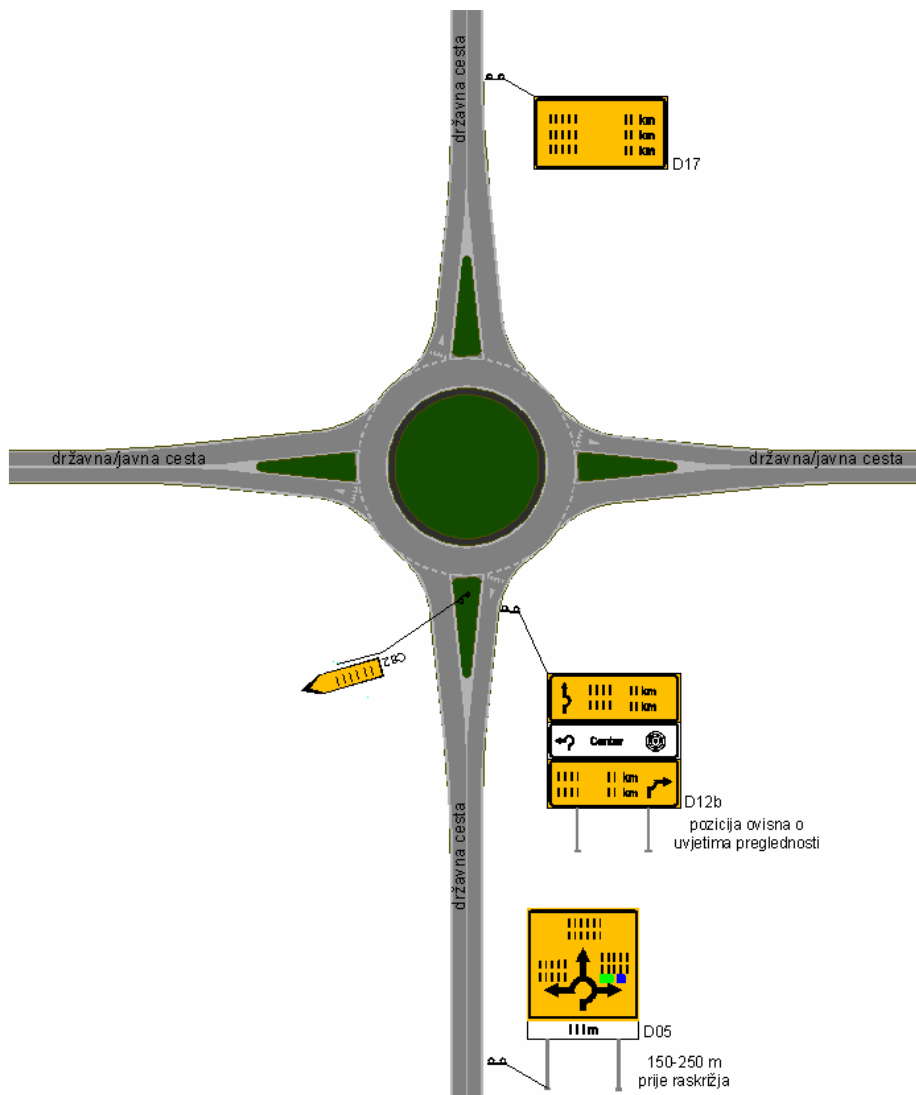 državna cesta
km
km
km
D17
državna/javna cesta
državna/javna cesta
C82
km
km
Centar
km
km
D12b
pozicija ovisna o
uvjetima preglednosti
državna cesta
m
D05
150-250 m
prije raskrižja